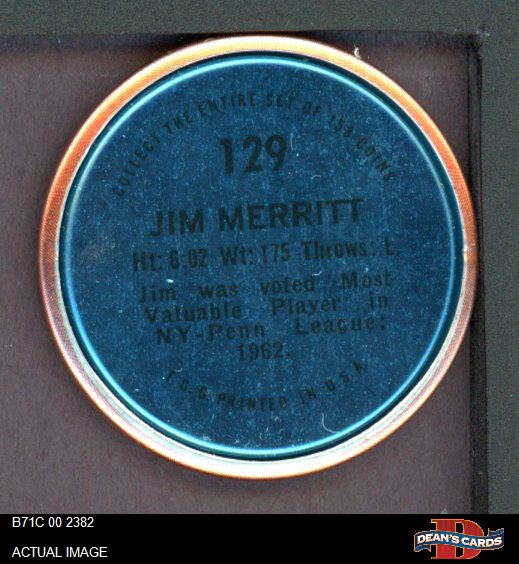 COLLECT THE ENTIRE SET OF 153 COINS
129
JIM MERRITT
Ht: 6.02 Wt: 175 Throws: L
Jim was voted Most
Valuable Player in
NY-Penn League;
1962.
T.C.G. PRINTED IN U.S.A.
B71C 00 2382
ACTUAL IMAGE
D
DEAN'S CARDS